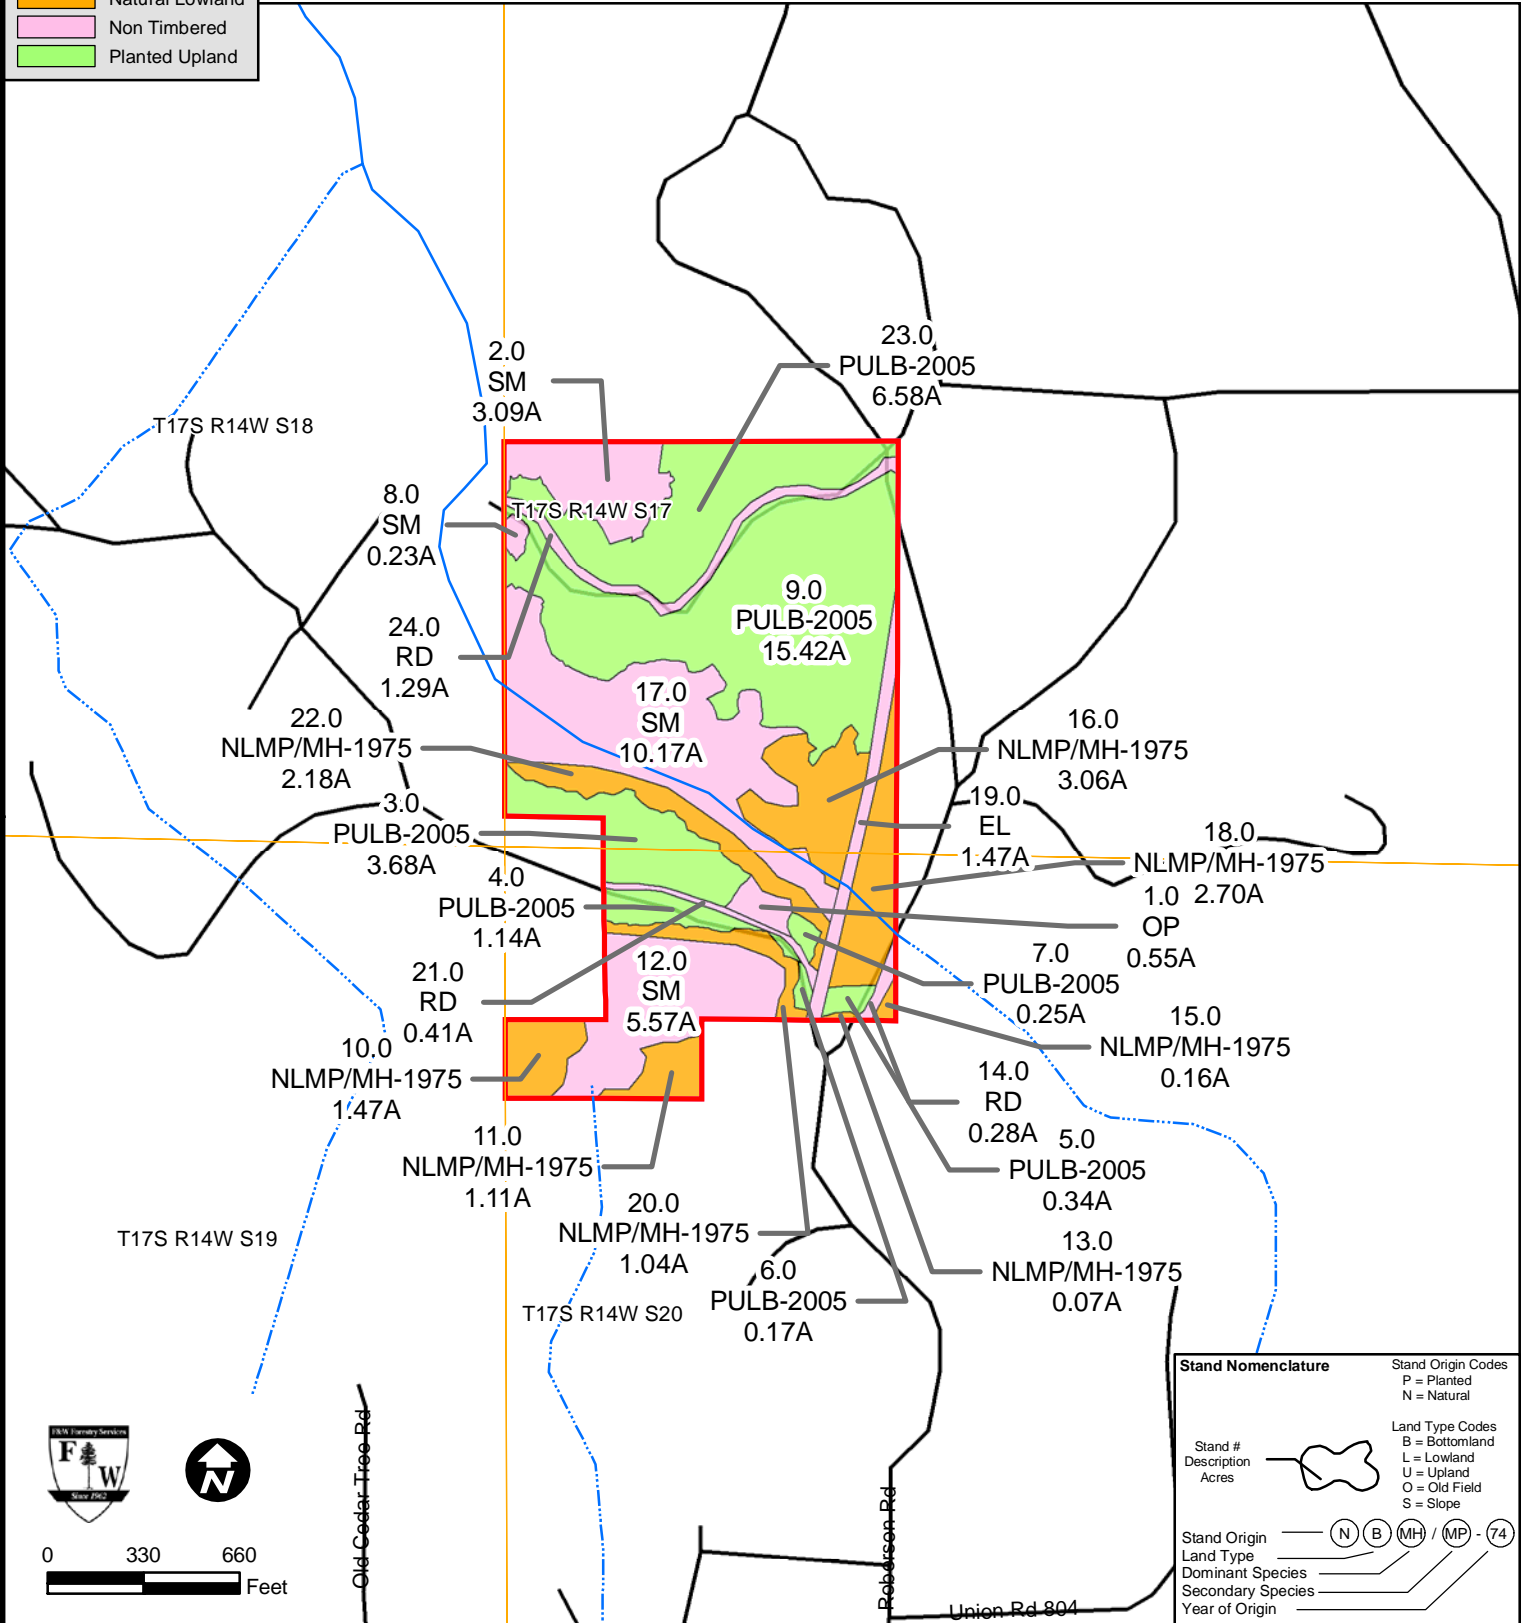 Natural Lowland
Non Timbered
Planted Upland
23.0
PULB-2005
6.58A
2.0
SM
3.09A
T17S R14W S18
8.0
SM
0.23A
T17S R14W S17
9.0
PULB-2005
15.42A
24.0
RD
1.29A
17.0
SM
10.17A
22.0
NLMP/MH-1975
2.18A
16.0
NLMP/MH-1975
3.06A
3.0
PULB-2005
3.68A
19.0
EL
1.47A
18.0
NLMP/MH-1975
2.70A
4.0
PULB-2005
1.14A
1.0
OP
0.55A
7.0
PULB-2005
0.25A
21.0
RD
0.41A
12.0
SM
5.57A
15.0
NLMP/MH-1975
0.16A
10.0
NLMP/MH-1975
1.47A
14.0
RD
0.28A
11.0
NLMP/MH-1975
1.11A
5.0
PULB-2005
0.34A
20.0
NLMP/MH-1975
1.04A
13.0
NLMP/MH-1975
0.07A
6.0
PULB-2005
0.17A
T17S R14W S19
T17S R14W S20
F&W Forestry Services
F
W
Since 1962
N
0 330 660
Feet
Old Cedar Tree Rd
Roberson Rd
Union Rd 804
Stand Nomenclature
Stand Origin Codes
P = Planted
N = Natural
Land Type Codes
B = Bottomland
L = Lowland
U = Upland
O = Old Field
S = Slope
Stand #
Description
Acres
N B MH / MP - 74
Stand Origin
Land Type
Dominant Species
Secondary Species
Year of Origin